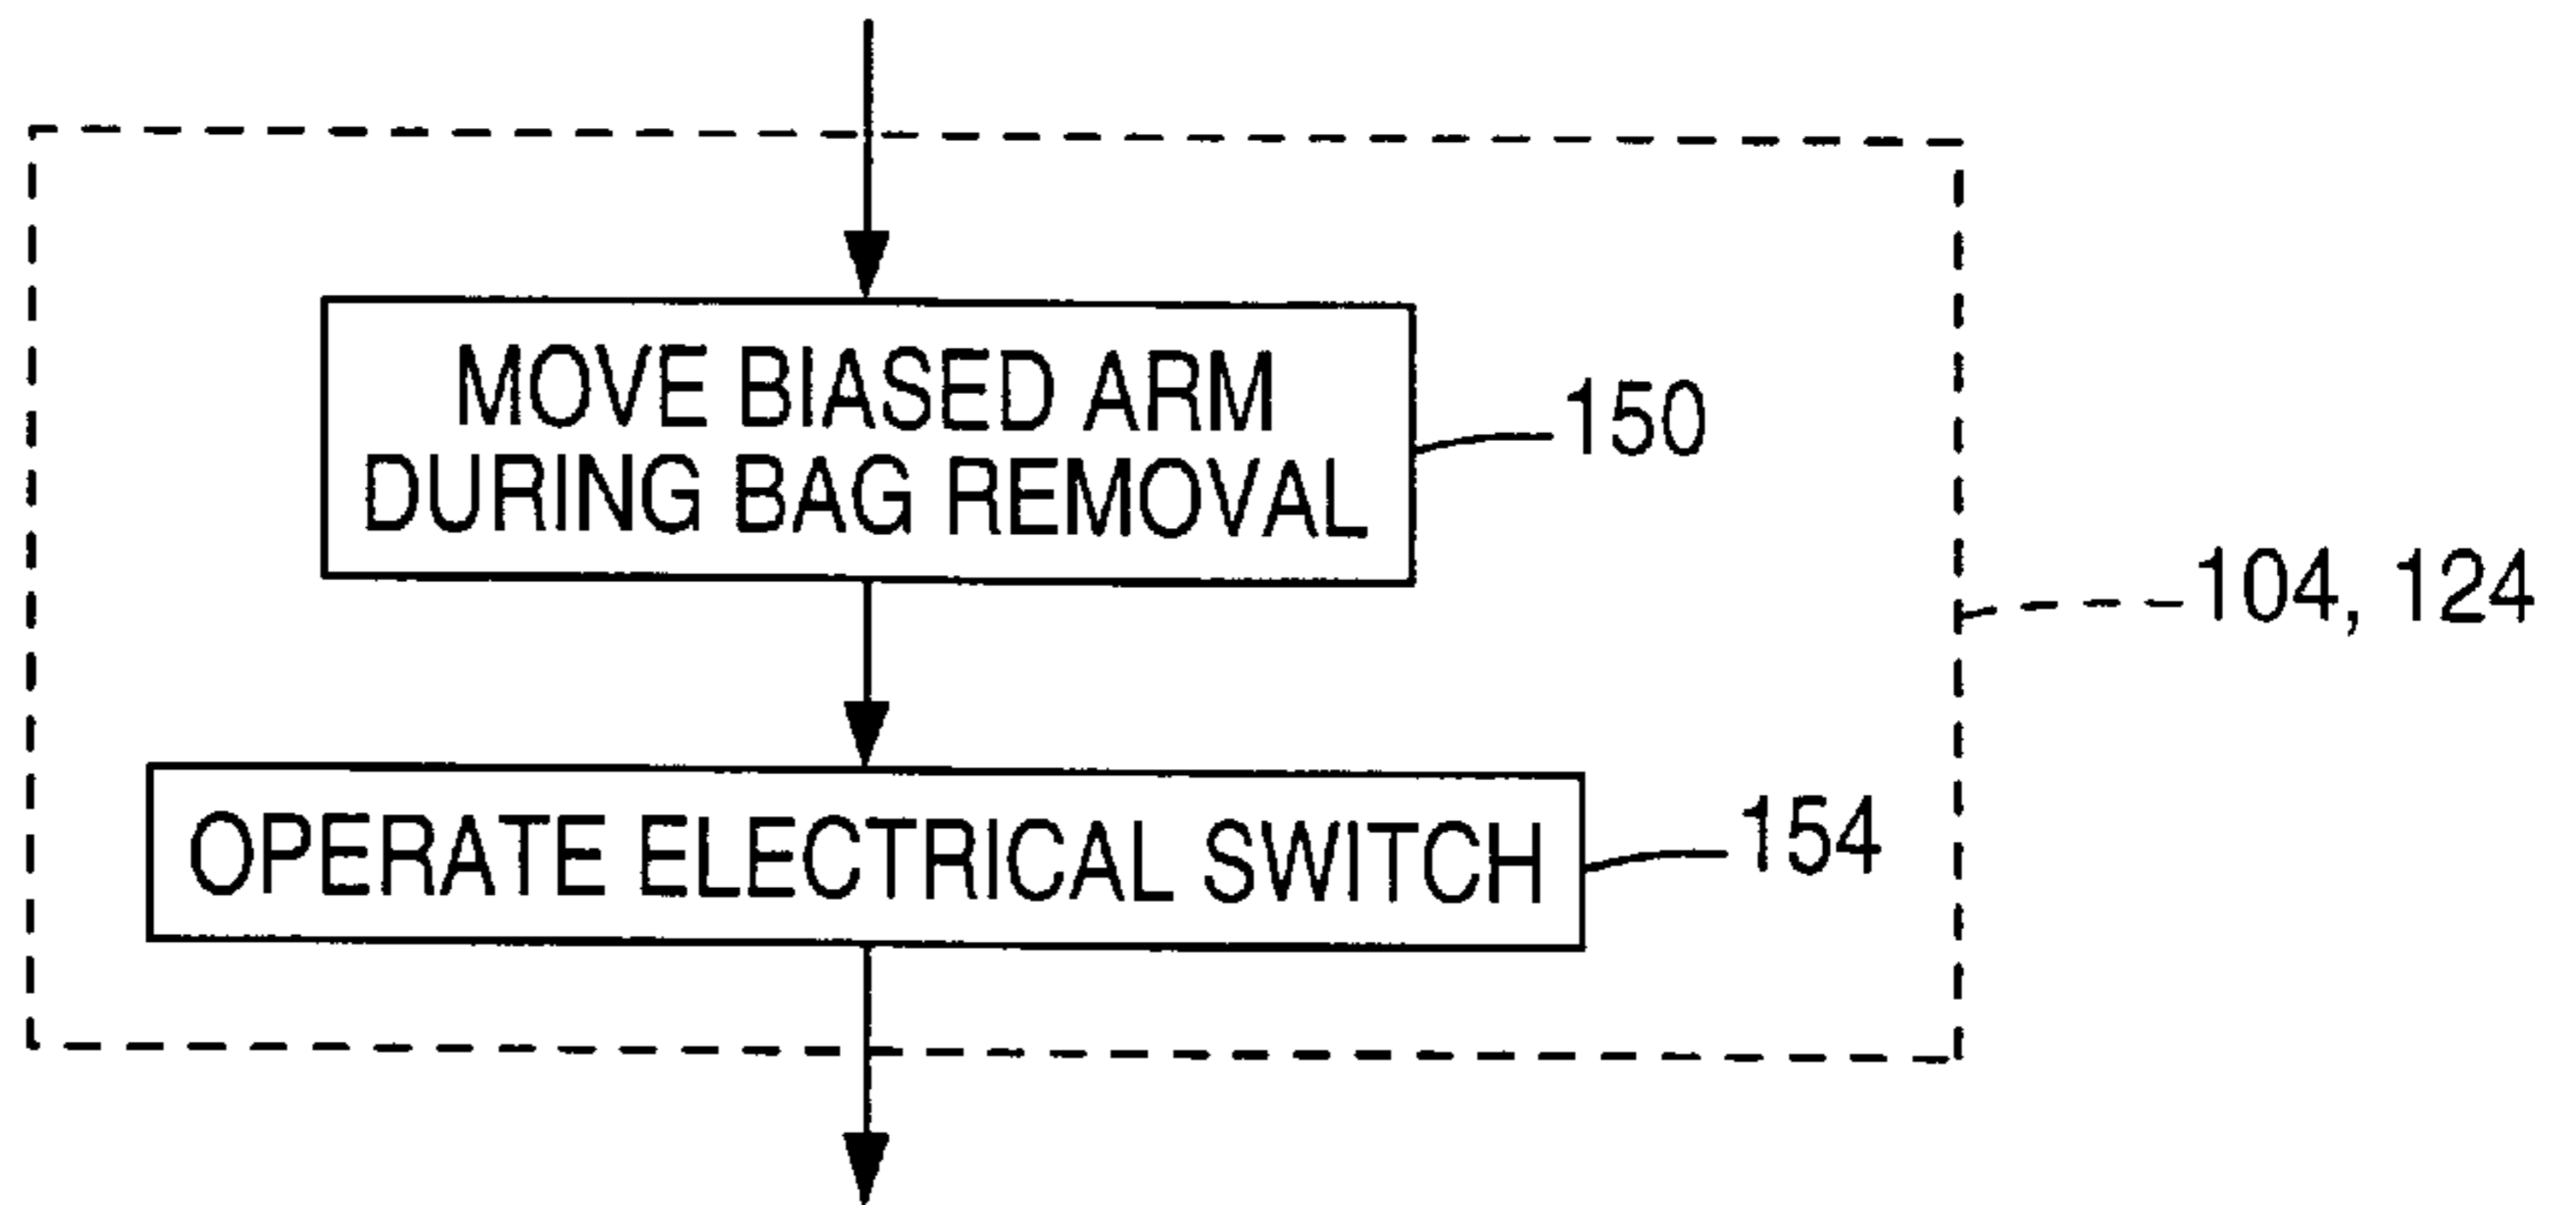 MOVE BIASED ARM
DURING BAG REMOVAL
150
104, 124
OPERATE ELECTRICAL SWITCH
154